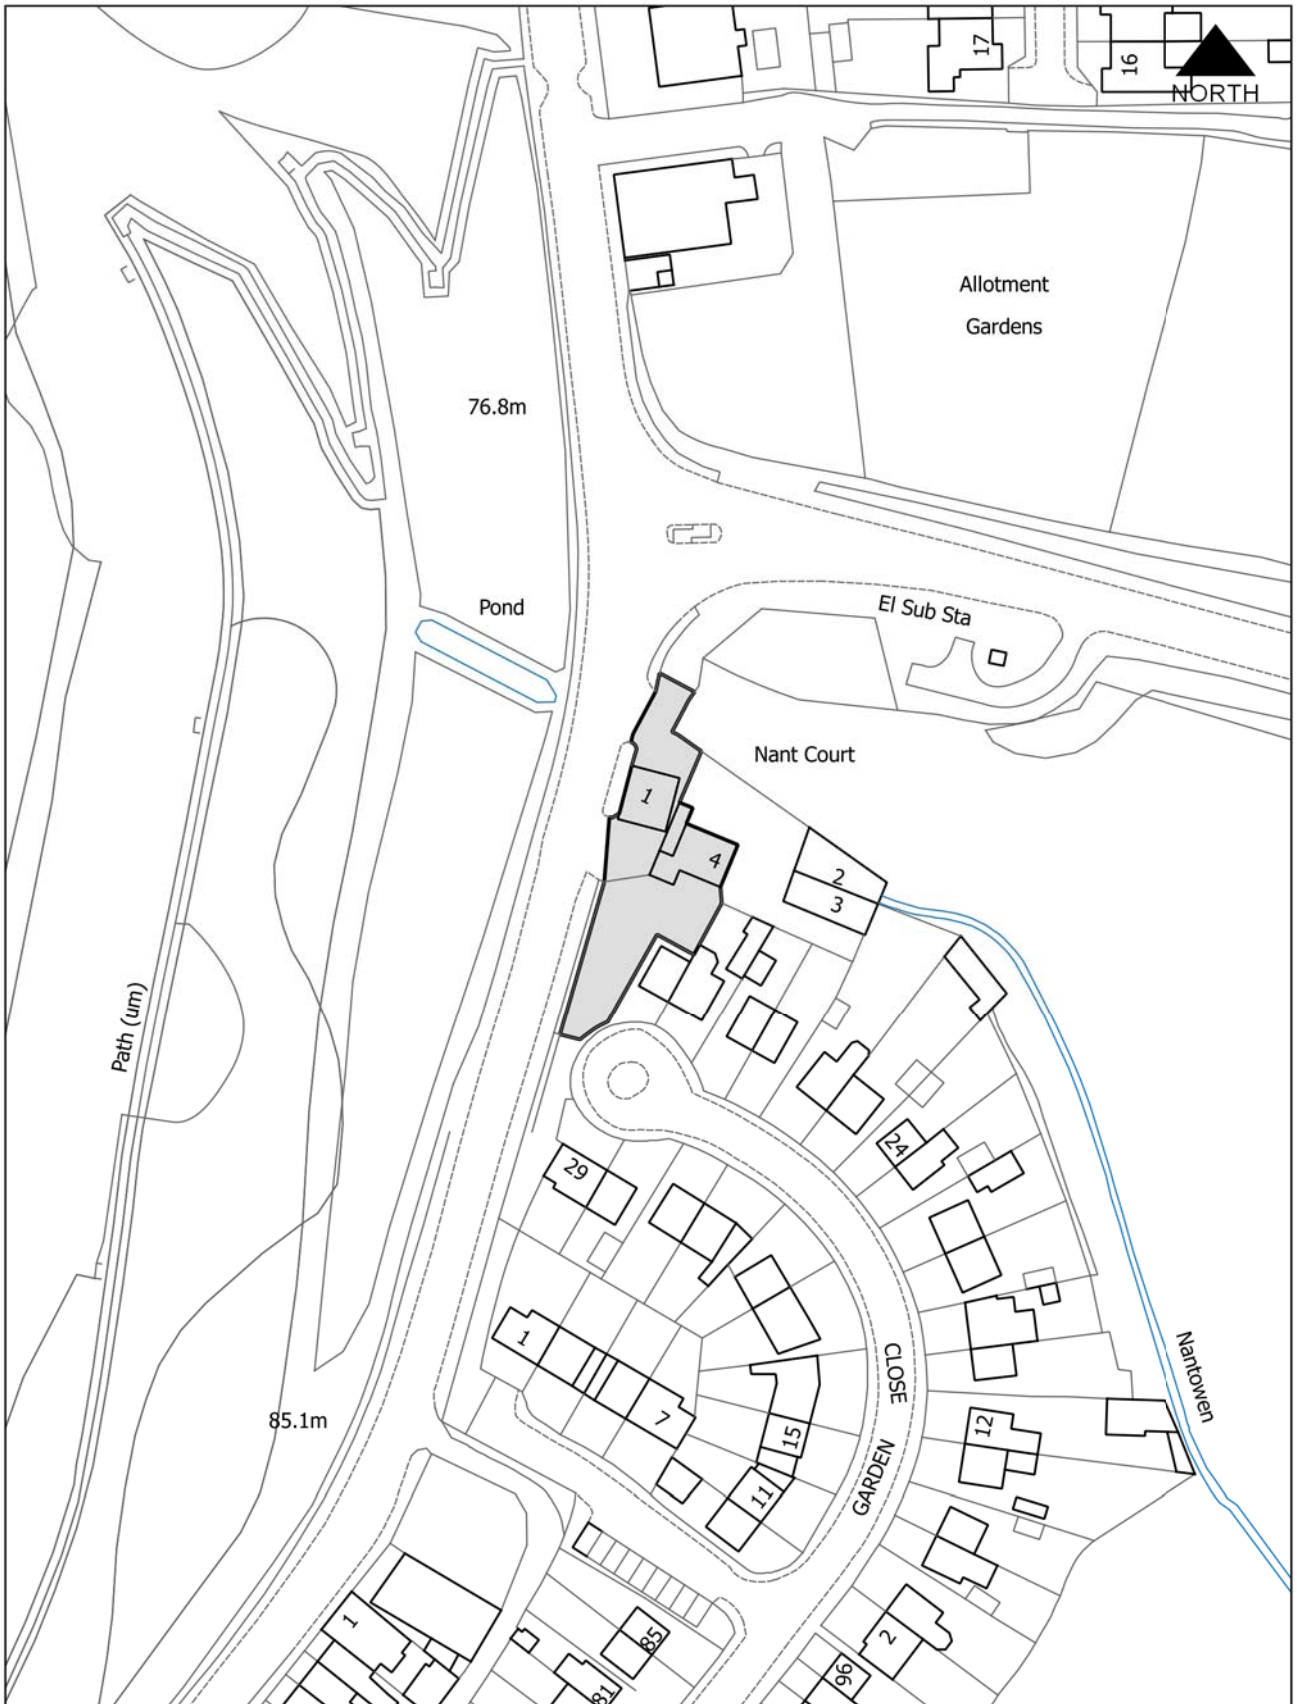 17
16
NORTH
Allotment
Gardens
76.8m
El Sub Sta
Pond
Nant Court
1
4
2
3
Path (um)
24
29
1
CLOSE
Nantowen
7
85.1m
15
12
GARDEN
11
1
85
2
96
81